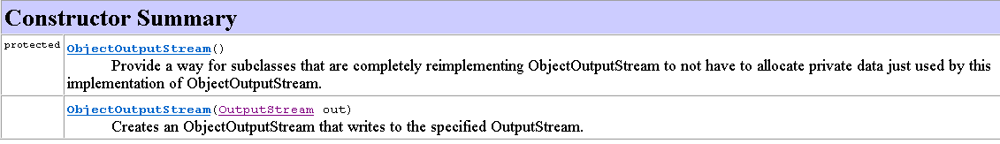 Constructor Summary
protected ObjectOutputStream()
Provide a way for subclasses that are completely reimplementing ObjectOutputStream to not have to allocate private data just used by this
implementation of ObjectOutputStream.
ObjectOutputStream(OutputStream out)
Creates an ObjectOutputStream that writes to the specified OutputStream.